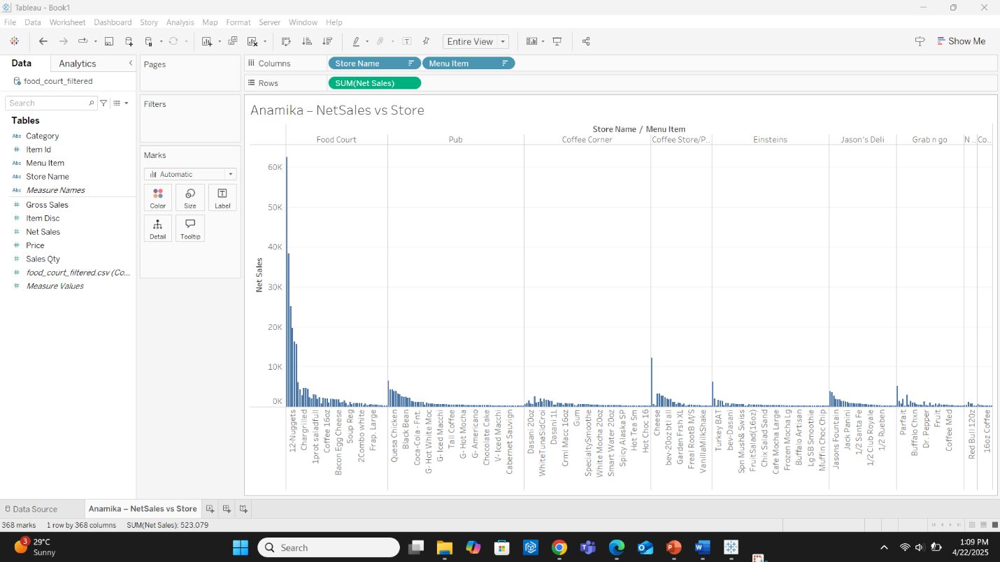 Tableau - Book1
File Data Worksheet Dashboard Story Analysis Map Format Server Window Help
Entire View
Show Me
Data
Analytics
Pages
Columns
Store Name
Menu Item
food_court_filtered
Rows
SUM(Net Sales)
Search
Filters
Tables
Abc Category
Item Id
Abc Menu Item
Abc Store Name
Abc Measure Names
Gross Sales
Item Disc
Net Sales
Price
Sales Qty
food_court_filtered.csv (Co...
Measure Values
Marks
Automatic
Color
Size
Label
Detail
Tooltip
Anamika – NetSales vs Store
Store Name / Menu Item
Food Court
Pub
Coffee Corner
Coffee Store/P..
Einsteins
Jason's Deli
Grab n go
N ..
Co..
Net Sales
60K
50K
40K
30K
20K
10K
0K
12-Nuggets
Chargrilled
1prot saladfull
Coffee 16oz
Bacon Egg Cheese
Soup Reg
2Combo white
Frap. Large
Quesa Chicken
Black Bean
Coca-Cola - Fnt.
G- Hot White Moc
G- Iced Macchi
Tall Coffee
G- Hot Mocha
G- Americano
Chocolate Cake
V- Iced Macchi
Cabernet Sauvign
Dasani 20oz
WhiteTunaSldCroi
Dasani 1L
Crml Macc 16oz
Gum
SpecialtySmoothe
White Mocha 20oz
Smart Water 20oz
Spicy Alaska SP
Hot Tea Sm
Hot Choc 16
Cheese
bev-20oz btl all
Garden Frsh XL
Freal RootB M/S
VanillaMilkShake
Turkey BAT
bev-Dasani
Spn Mush& Swiss
FruitSalad(16oz)
Chix Salad Sand
Cafe Mocha Large
Frozen Mocha Lg
Buffalo Artisan
Lg SB Smoothie
Muffin Choc Chip
Jasons Fountain
Jack Panini
1/2 Santa Fe
1/2 Club Royale
1/2 Rueben
Parfait
Buffalo Chxn
Dr. Pepper
Fruit
Coffee Med
Red Bull 120z
16oz Coffee
Data Source
Anamika – NetSales vs Store
368 marks 1 row by 368 columns SUM(Net Sales): 523,079
3
29°C
Sunny
Search
1:09 PM
4/22/2025